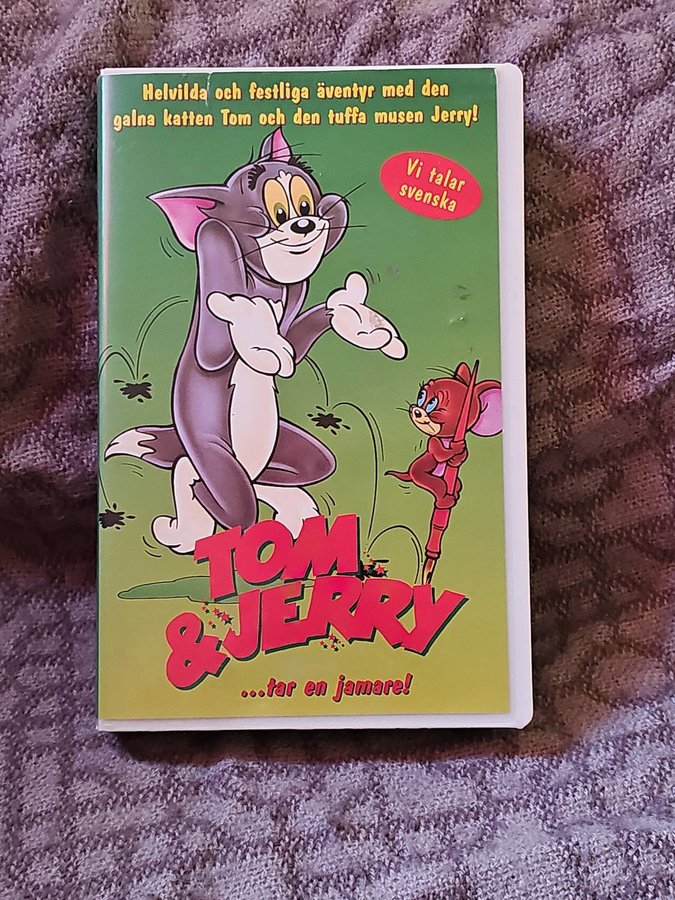 Helvilda och festliga äventyr med den
galna katten Tom och den tuffa musen Jerry!
Vi talar
svenska
TOM
& JERRY
...tar en jamare!